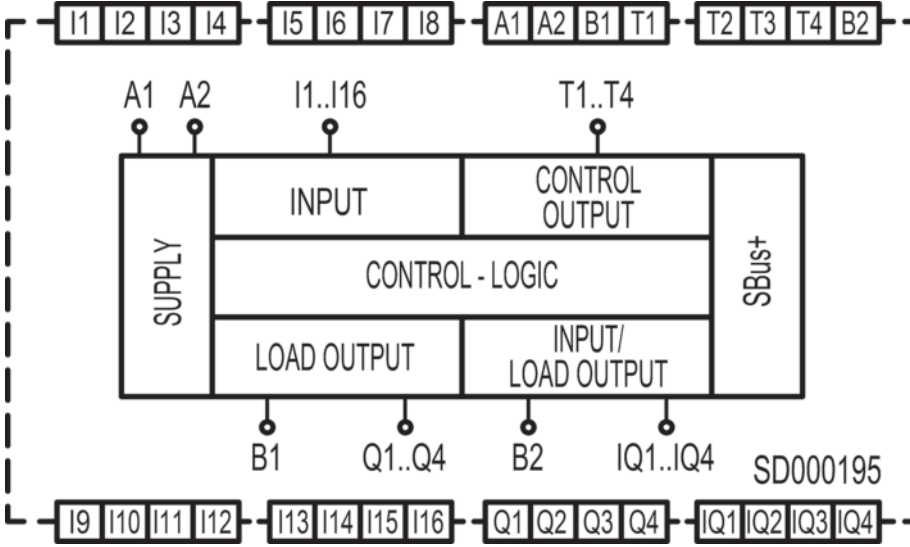 I1 I2 I3 I4 I5 I6 I7 I8 A1 A2 B1 T1 T2 T3 T4 B2
A1 A2 I1..I16 T1..T4
SUPPLY
INPUT
CONTROL
OUTPUT
CONTROL - LOGIC
SBus+
LOAD OUTPUT
INPUT/
LOAD OUTPUT
B1 Q1..Q4 B2 IQ1..IQ4
SD000195
I9 I10 I11 I12 I13 I14 I15 I16 Q1 Q2 Q3 Q4 IQ1 IQ2 IQ3 IQ4